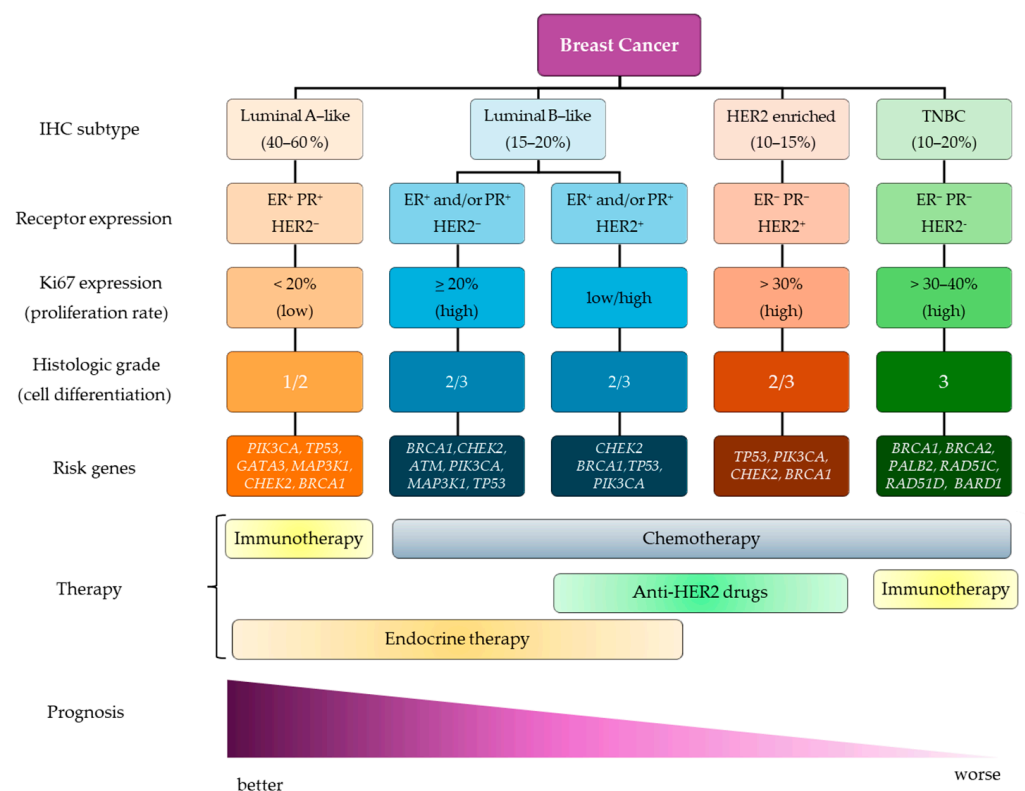 Breast Cancer
IHC subtype
Luminal A–like
(40–60%)
Luminal B–like
(15–20%)
HER2 enriched
(10–15%)
TNBC
(10–20%)
Receptor expression
ER⁺ PR⁺
HER2⁻
ER⁺ and/or PR⁺
HER2⁻
ER⁺ and/or PR⁺
HER2⁺
ER⁻ PR⁻
HER2⁺
ER⁻ PR⁻
HER2⁻
Ki67 expression
(proliferation rate)
< 20%
(low)
≥ 20%
(high)
low/high
> 30%
(high)
> 30–40%
(high)
Histologic grade
(cell differentiation)
1/2
2/3
2/3
2/3
3
Risk genes
PIK3CA, TP53,
GATA3, MAP3K1,
CHEK2, BRCA1
BRCA1,CHEK2,
ATM, PIK3CA,
MAP3K1, TP53
CHEK2
BRCA1,TP53,
PIK3CA
TP53, PIK3CA,
CHEK2, BRCA1
BRCA1, BRCA2,
PALB2, RAD51C,
RAD51D, BARD1
Therapy
Immunotherapy
Chemotherapy
Anti-HER2 drugs
Immunotherapy
Endocrine therapy
Prognosis
better
worse